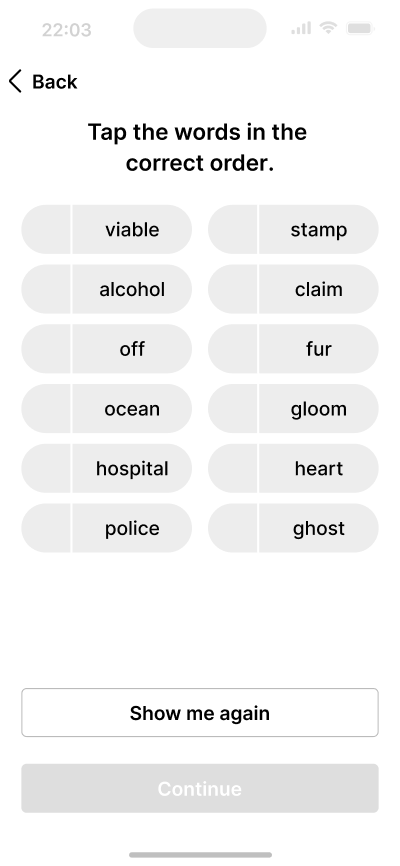 22:03
Back
Tap the words in the
correct order.
viable stamp
alcohol claim
off fur
ocean gloom
hospital heart
police ghost
Show me again
Continue